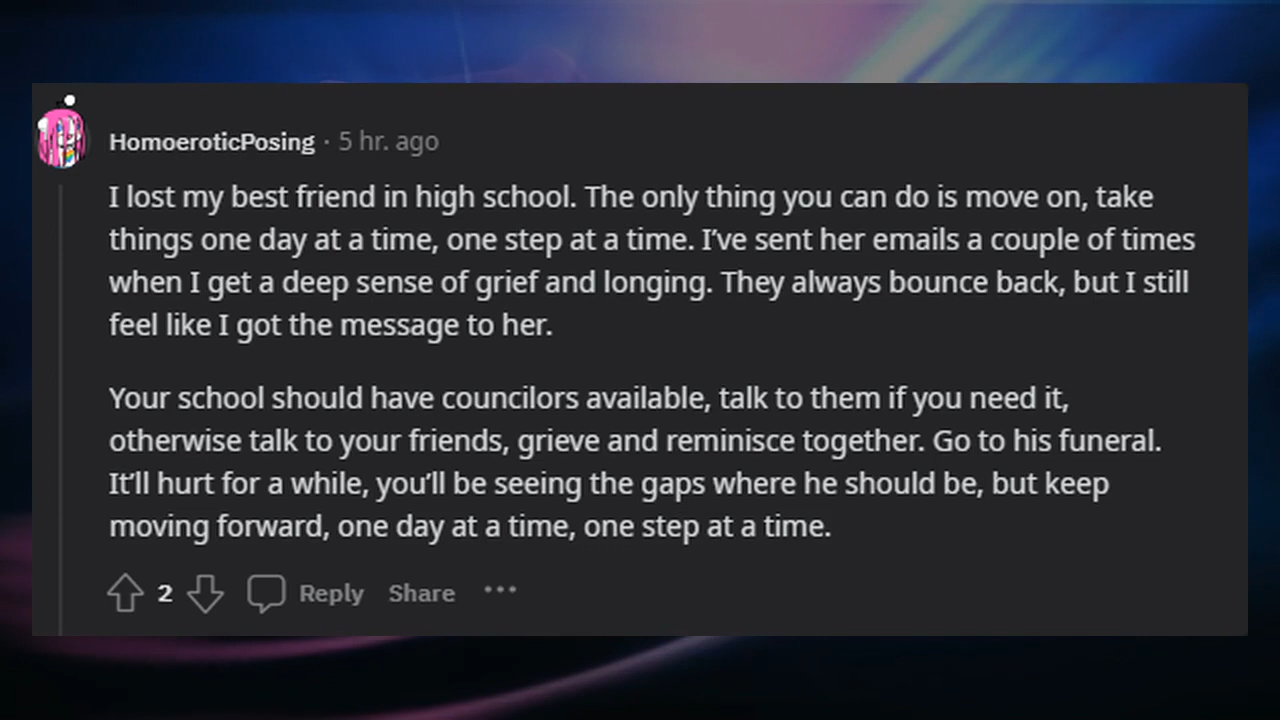 HomoeroticPosing · 5 hr. ago
I lost my best friend in high school. The only thing you can do is move on, take
things one day at a time, one step at a time. I’ve sent her emails a couple of times
when I get a deep sense of grief and longing. They always bounce back, but I still
feel like I got the message to her.
Your school should have councilors available, talk to them if you need it,
otherwise talk to your friends, grieve and reminisce together. Go to his funeral.
It’ll hurt for a while, you’ll be seeing the gaps where he should be, but keep
moving forward, one day at a time, one step at a time.
2 Reply Share ···